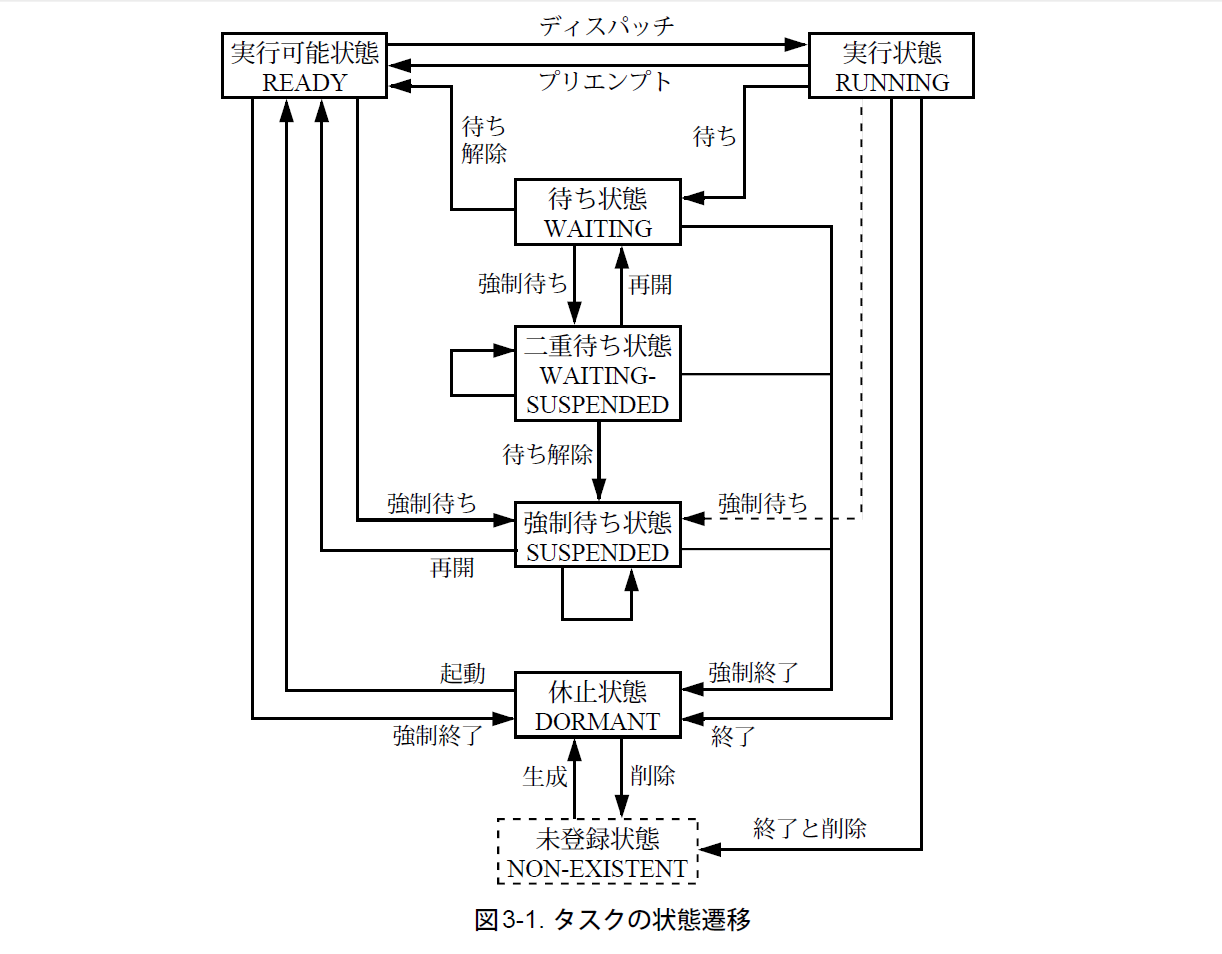 ディスパッチ
実行可能状態
READY
実行状態
RUNNING
プリエンプト
待ち
解除
待ち
待ち状態
WAITING
強制待ち
再開
二重待ち状態
WAITING-
SUSPENDED
待ち解除
強制待ち
強制待ち
強制待ち状態
SUSPENDED
再開
起動
強制終了
休止状態
DORMANT
強制終了
終了
生成
削除
未登録状態
NON-EXISTENT
終了と削除
図3-1. タスクの状態遷移